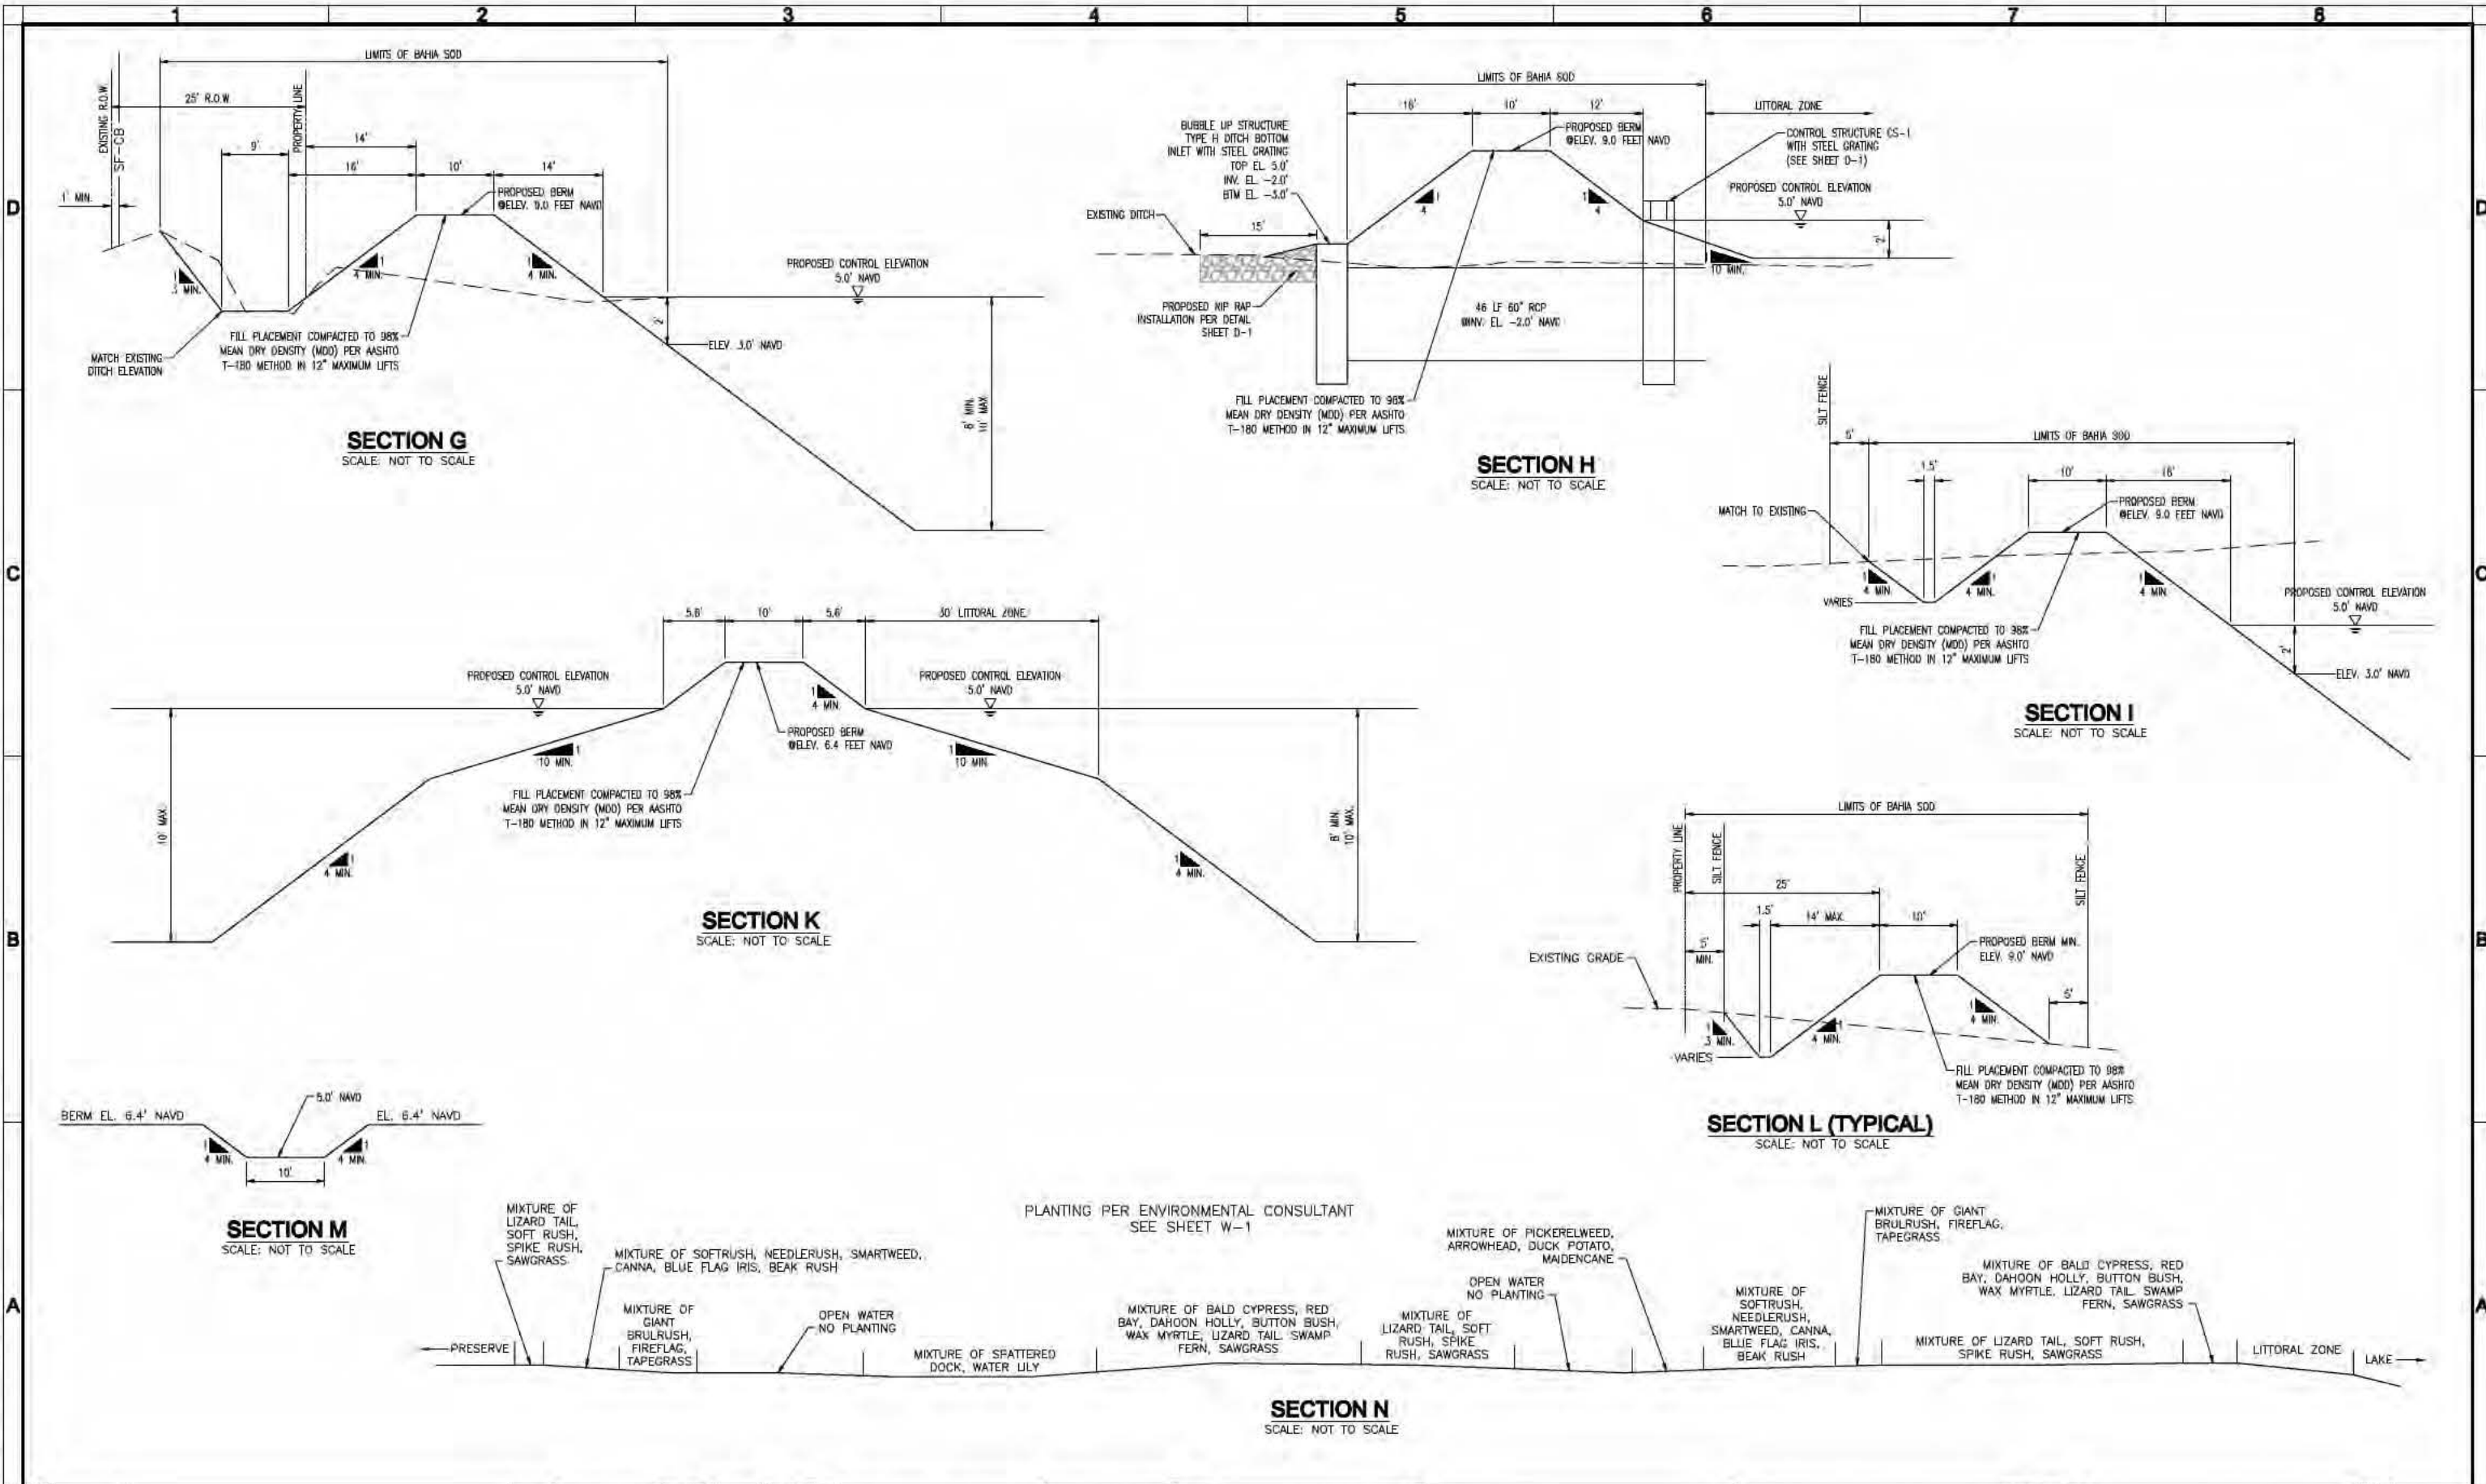 1 2 3 4 5 6 7 8
D
C
B
A
D
C
B
A
LIMITS OF BAHIA SOD
EXISTING R.O.W.
SF-CB
25' R.O.W.
PROPERTY LINE
9'
14'
16'
10'
14'
1' MIN.
PROPOSED BERM
@ELEV. 9.0 FEET NAVD
1
3 MIN.
1
4 MIN.
1
4 MIN.
PROPOSED CONTROL ELEVATION
5.0' NAVD
2'
ELEV. 3.0' NAVD
8' MIN.
10' MAX.
MATCH EXISTING
DITCH ELEVATION
FILL PLACEMENT COMPACTED TO 98%
MEAN DRY DENSITY (MDD) PER AASHTO
T-180 METHOD IN 12" MAXIMUM LIFTS
SECTION G
SCALE: NOT TO SCALE
LIMITS OF BAHIA SOD
16'
10'
12'
LITTORAL ZONE
BUBBLE UP STRUCTURE
TYPE H DITCH BOTTOM
INLET WITH STEEL GRATING
TOP EL. 5.0'
INV. EL. -2.0'
BTM EL. -3.0'
PROPOSED BERM
@ELEV. 9.0 FEET NAVD
CONTROL STRUCTURE CS-1
WITH STEEL GRATING
(SEE SHEET D-1)
PROPOSED CONTROL ELEVATION
5.0' NAVD
EXISTING DITCH
15'
1
4
1
4
2'
1
10 MIN.
PROPOSED RIP RAP
INSTALLATION PER DETAIL
SHEET D-1
46 LF 60" RCP
@INV. EL. -2.0' NAVD
FILL PLACEMENT COMPACTED TO 98%
MEAN DRY DENSITY (MDD) PER AASHTO
T-180 METHOD IN 12" MAXIMUM LIFTS
SECTION H
SCALE: NOT TO SCALE
SILT FENCE
5'
LIMITS OF BAHIA SOD
1.5'
10'
16'
MATCH TO EXISTING
PROPOSED BERM
@ELEV. 9.0 FEET NAVD
1
4 MIN.
1
4 MIN.
1
4 MIN.
VARIES
PROPOSED CONTROL ELEVATION
5.0' NAVD
2'
ELEV. 3.0' NAVD
FILL PLACEMENT COMPACTED TO 98%
MEAN DRY DENSITY (MDD) PER AASHTO
T-180 METHOD IN 12" MAXIMUM LIFTS
SECTION I
SCALE: NOT TO SCALE
5.6'
10'
5.6'
30' LITTORAL ZONE
PROPOSED CONTROL ELEVATION
5.0' NAVD
PROPOSED CONTROL ELEVATION
5.0' NAVD
1
4 MIN.
PROPOSED BERM
@ELEV. 6.4 FEET NAVD
1
10 MIN.
1
10 MIN.
FILL PLACEMENT COMPACTED TO 98%
MEAN DRY DENSITY (MDD) PER AASHTO
T-180 METHOD IN 12" MAXIMUM LIFTS
10' MAX.
1
4 MIN.
1
4 MIN.
8' MIN.
10' MAX.
SECTION K
SCALE: NOT TO SCALE
LIMITS OF BAHIA SOD
PROPERTY LINE
SILT FENCE
SILT FENCE
25'
1.5'
14' MAX.
10'
5'
MIN.
PROPOSED BERM MIN.
ELEV. 9.0' NAVD
EXISTING GRADE
5'
1
3 MIN.
1
4 MIN.
1
4 MIN.
VARIES
FILL PLACEMENT COMPACTED TO 98%
MEAN DRY DENSITY (MDD) PER AASHTO
T-180 METHOD IN 12" MAXIMUM LIFTS
SECTION L (TYPICAL)
SCALE: NOT TO SCALE
BERM EL. 6.4' NAVD
5.0' NAVD
EL. 6.4' NAVD
1
4 MIN.
1
4 MIN.
10'
SECTION M
SCALE: NOT TO SCALE
PLANTING PER ENVIRONMENTAL CONSULTANT
SEE SHEET W-1
PRESERVE
MIXTURE OF
LIZARD TAIL,
SOFT RUSH,
SPIKE RUSH,
SAWGRASS
MIXTURE OF SOFTRUSH, NEEDLERUSH, SMARTWEED,
CANNA, BLUE FLAG IRIS, BEAK RUSH
MIXTURE OF
GIANT
BRULRUSH,
FIREFLAG,
TAPEGRASS
OPEN WATER
NO PLANTING
MIXTURE OF SPATTERED
DOCK, WATER LILY
MIXTURE OF BALD CYPRESS, RED
BAY, DAHOON HOLLY, BUTTON BUSH,
WAX MYRTLE, LIZARD TAIL. SWAMP
FERN, SAWGRASS
MIXTURE OF
LIZARD TAIL, SOFT
RUSH, SPIKE
RUSH, SAWGRASS
OPEN WATER
NO PLANTING
MIXTURE OF PICKERELWEED,
ARROWHEAD, DUCK POTATO,
MAIDENCANE
MIXTURE OF
SOFTRUSH,
NEEDLERUSH,
SMARTWEED, CANNA,
BLUE FLAG IRIS,
BEAK RUSH
MIXTURE OF GIANT
BRULRUSH, FIREFLAG,
TAPEGRASS
MIXTURE OF LIZARD TAIL, SOFT RUSH,
SPIKE RUSH, SAWGRASS
MIXTURE OF BALD CYPRESS, RED
BAY, DAHOON HOLLY, BUTTON BUSH,
WAX MYRTLE, LIZARD TAIL. SWAMP
FERN, SAWGRASS
LITTORAL ZONE
LAKE
SECTION N
SCALE: NOT TO SCALE